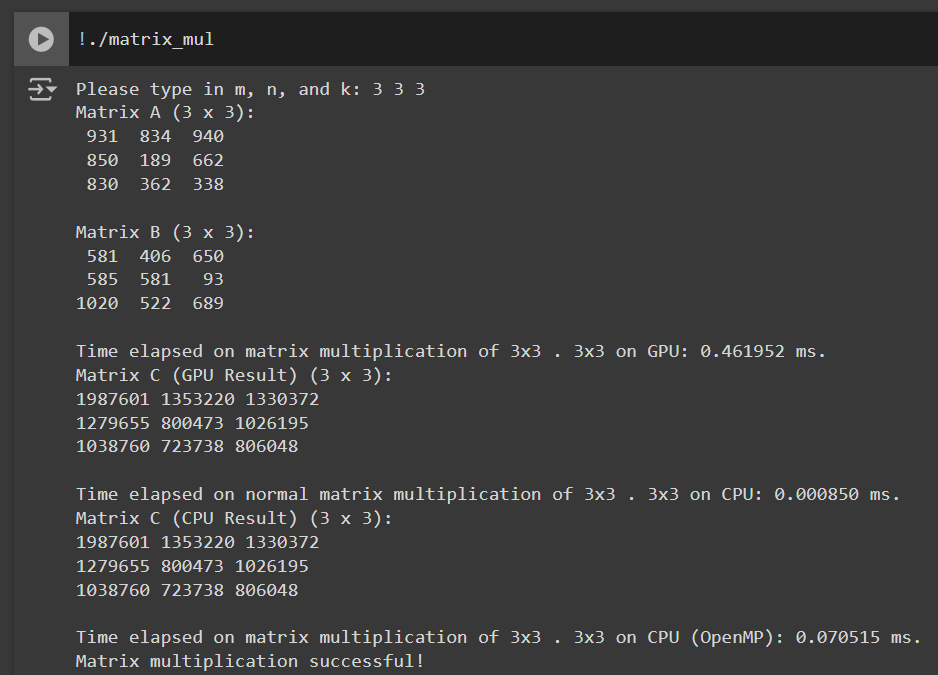 !./matrix_mul
Please type in m, n, and k: 3 3 3
Matrix A (3 x 3):
931 834 940
850 189 662
830 362 338
Matrix B (3 x 3):
581 406 650
585 581 93
1020 522 689
Time elapsed on matrix multiplication of 3x3 . 3x3 on GPU: 0.461952 ms.
Matrix C (GPU Result) (3 x 3):
1987601 1353220 1330372
1279655 800473 1026195
1038760 723738 806048
Time elapsed on normal matrix multiplication of 3x3 . 3x3 on CPU: 0.000850 ms.
Matrix C (CPU Result) (3 x 3):
1987601 1353220 1330372
1279655 800473 1026195
1038760 723738 806048
Time elapsed on matrix multiplication of 3x3 . 3x3 on CPU (OpenMP): 0.070515 ms.
Matrix multiplication successful!